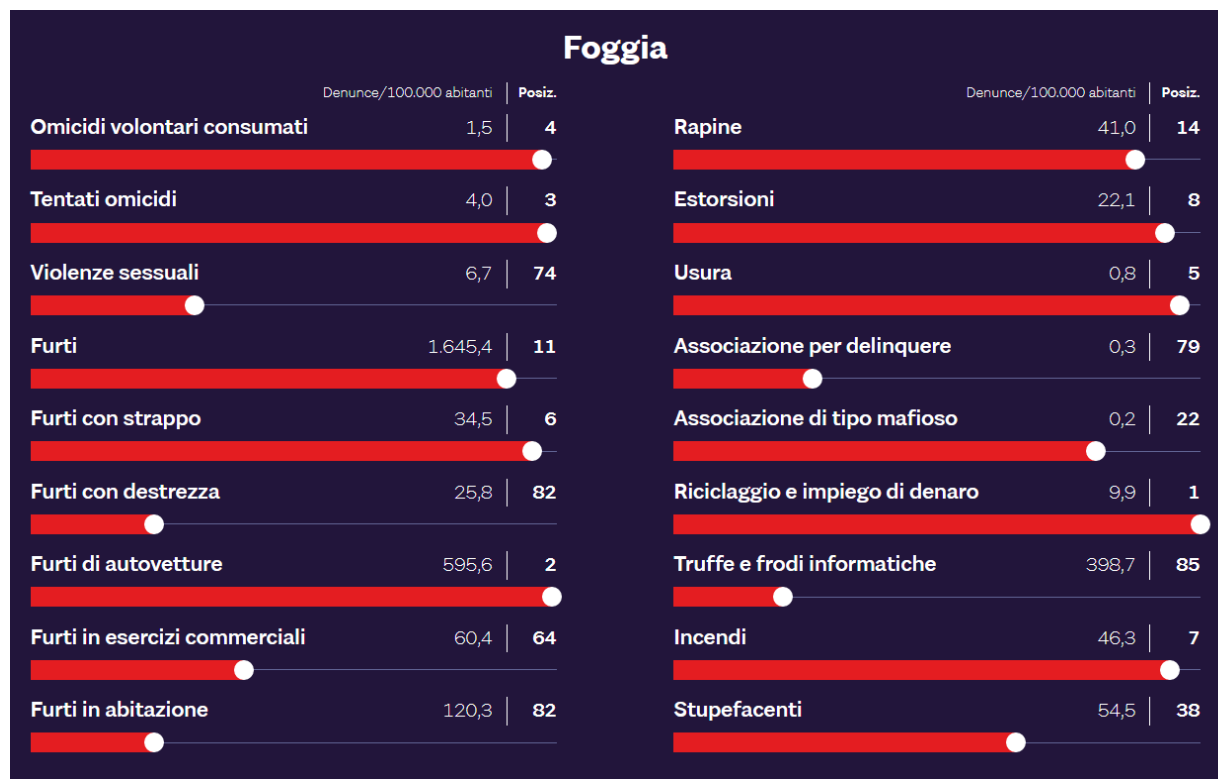 Foggia
Denunce/100.000 abitanti Posiz.
Omicidi volontari consumati 1,5 4
Tentati omicidi 4,0 3
Violenze sessuali 6,7 74
Furti 1.645,4 11
Furti con strappo 34,5 6
Furti con destrezza 25,8 82
Furti di autovetture 595,6 2
Furti in esercizi commerciali 60,4 64
Furti in abitazione 120,3 82
Denunce/100.000 abitanti Posiz.
Rapine 41,0 14
Estorsioni 22,1 8
Usura 0,8 5
Associazione per delinquere 0,3 79
Associazione di tipo mafioso 0,2 22
Riciclaggio e impiego di denaro 9,9 1
Truffe e frodi informatiche 398,7 85
Incendi 46,3 7
Stupefacenti 54,5 38